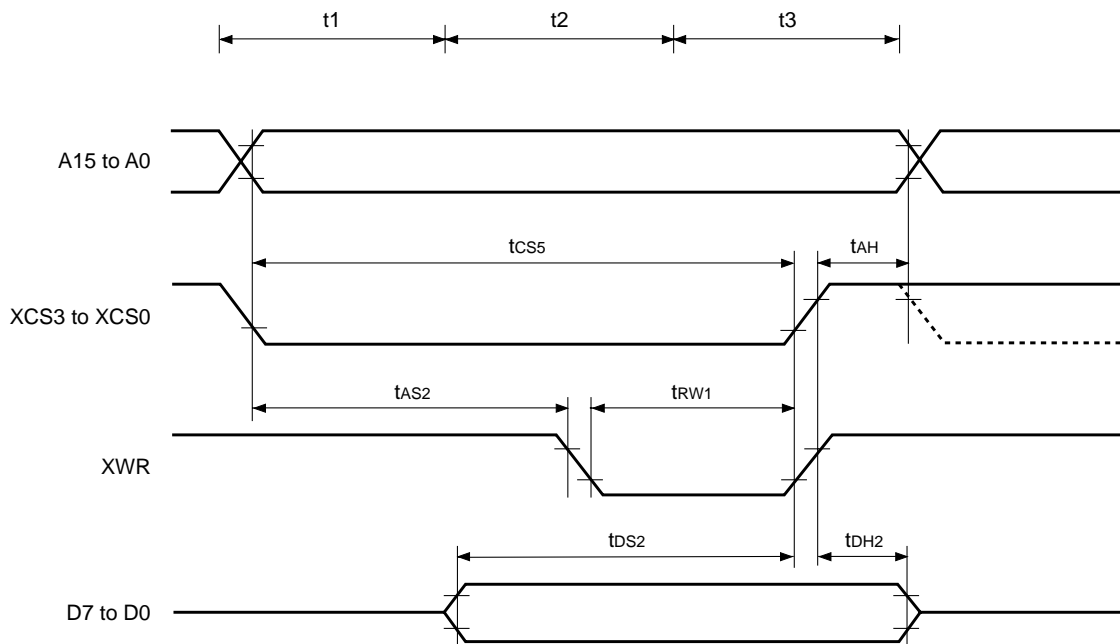 t1 t2 t3
A15 to A0
tCS5 tAH
XCS3 to XCS0
tAS2 tRW1
XWR
tDS2 tDH2
D7 to D0